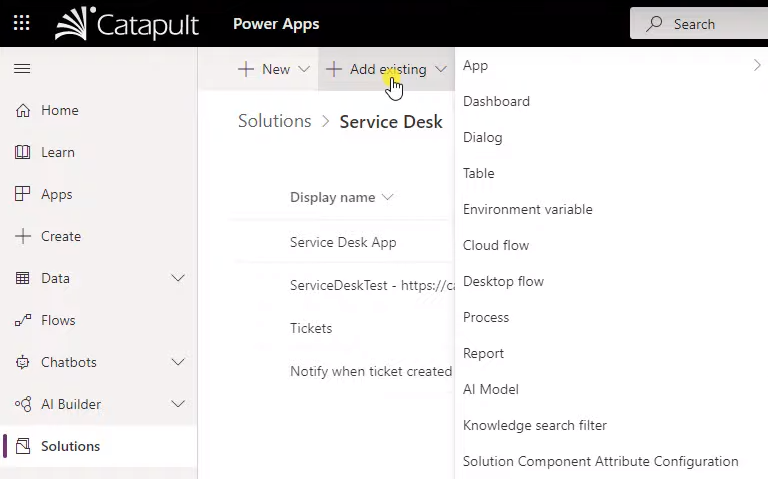 Catapult
Power Apps
Search
New
Add existing
Solutions > Service Desk
Home
Learn
Apps
Create
Data
Flows
Chatbots
AI Builder
Solutions
Display name
Service Desk App
ServiceDeskTest - https://c
Tickets
Notify when ticket created
App
Dashboard
Dialog
Table
Environment variable
Cloud flow
Desktop flow
Process
Report
AI Model
Knowledge search filter
Solution Component Attribute Configuration